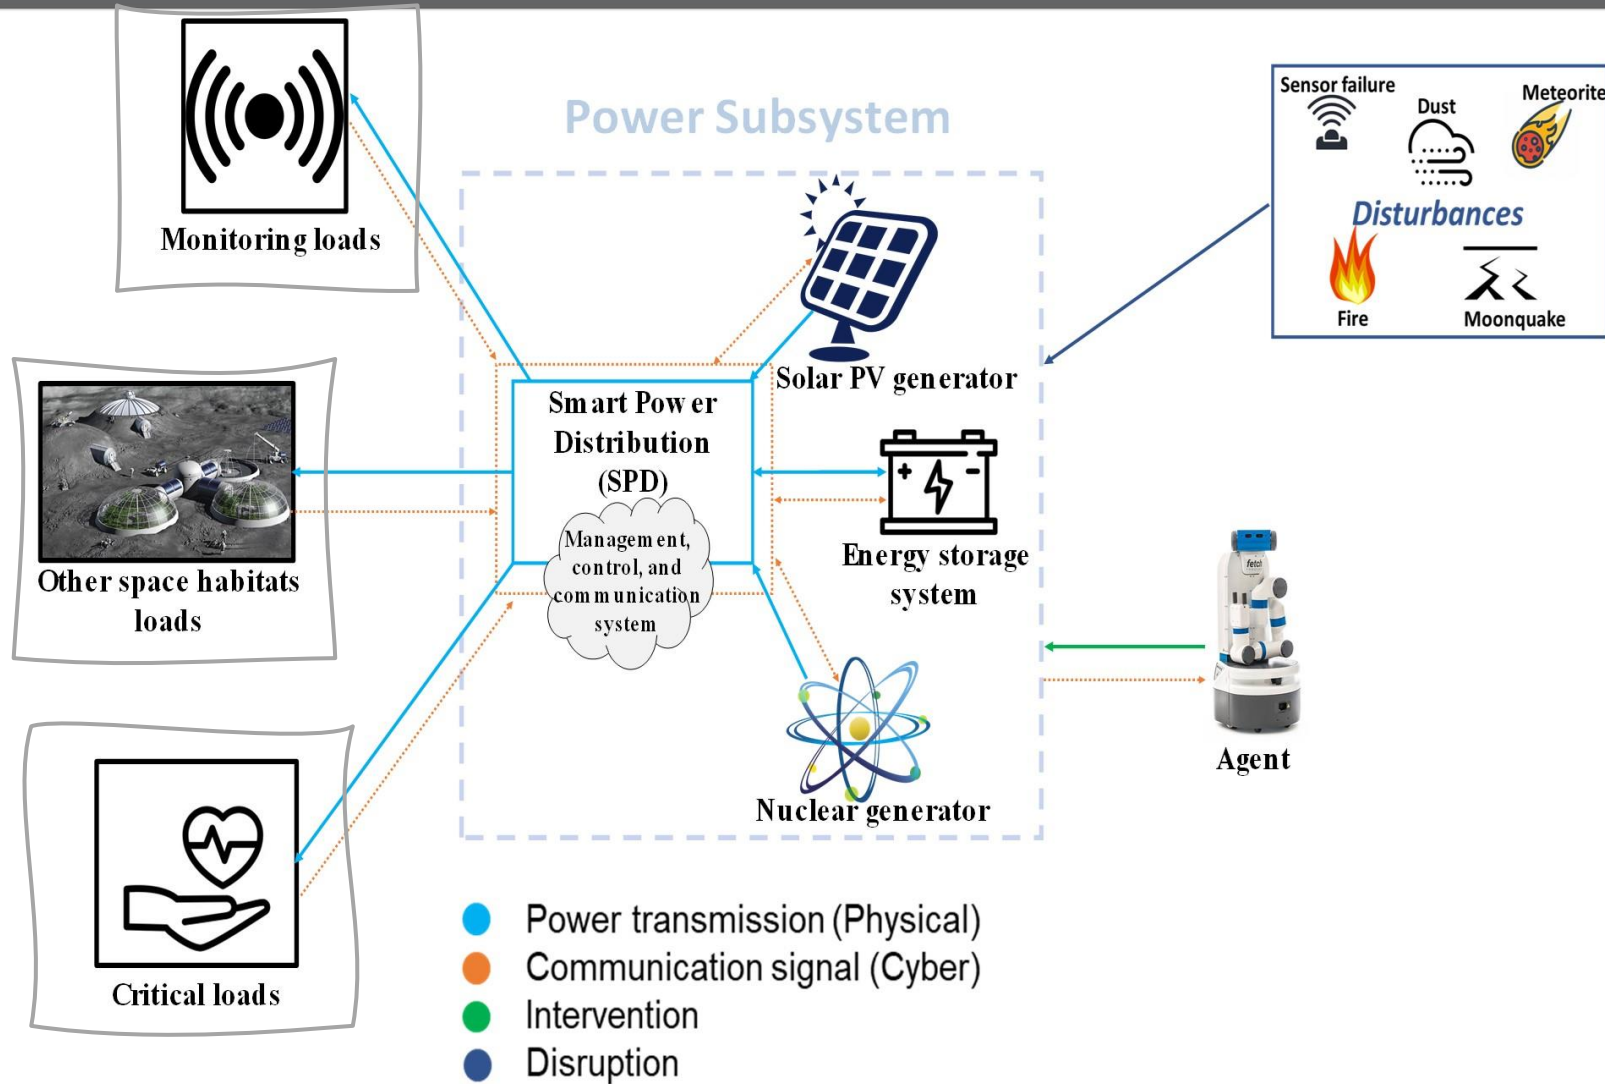 Power Subsystem
Monitoring loads
Other space habitats
loads
Critical loads
Smart Power
Distribution
(SPD)
Management,
control, and
communication
system
Solar PV generator
+ -
Energy storage
system
Nuclear generator
Sensor failure
Dust
Meteorite
Disturbances
Fire
Moonquake
fetch
Agent
Power transmission (Physical)
Communication signal (Cyber)
Intervention
Disruption